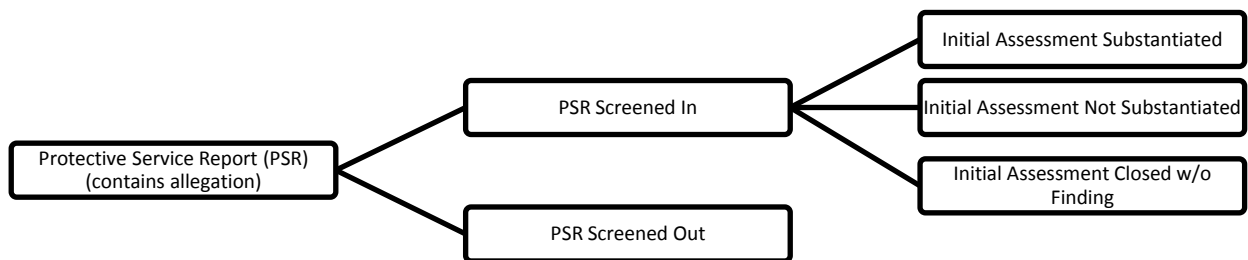 Protective Service Report (PSR)
(contains allegation)
PSR Screened In
PSR Screened Out
Initial Assessment Substantiated
Initial Assessment Not Substantiated
Initial Assessment Closed w/o
Finding